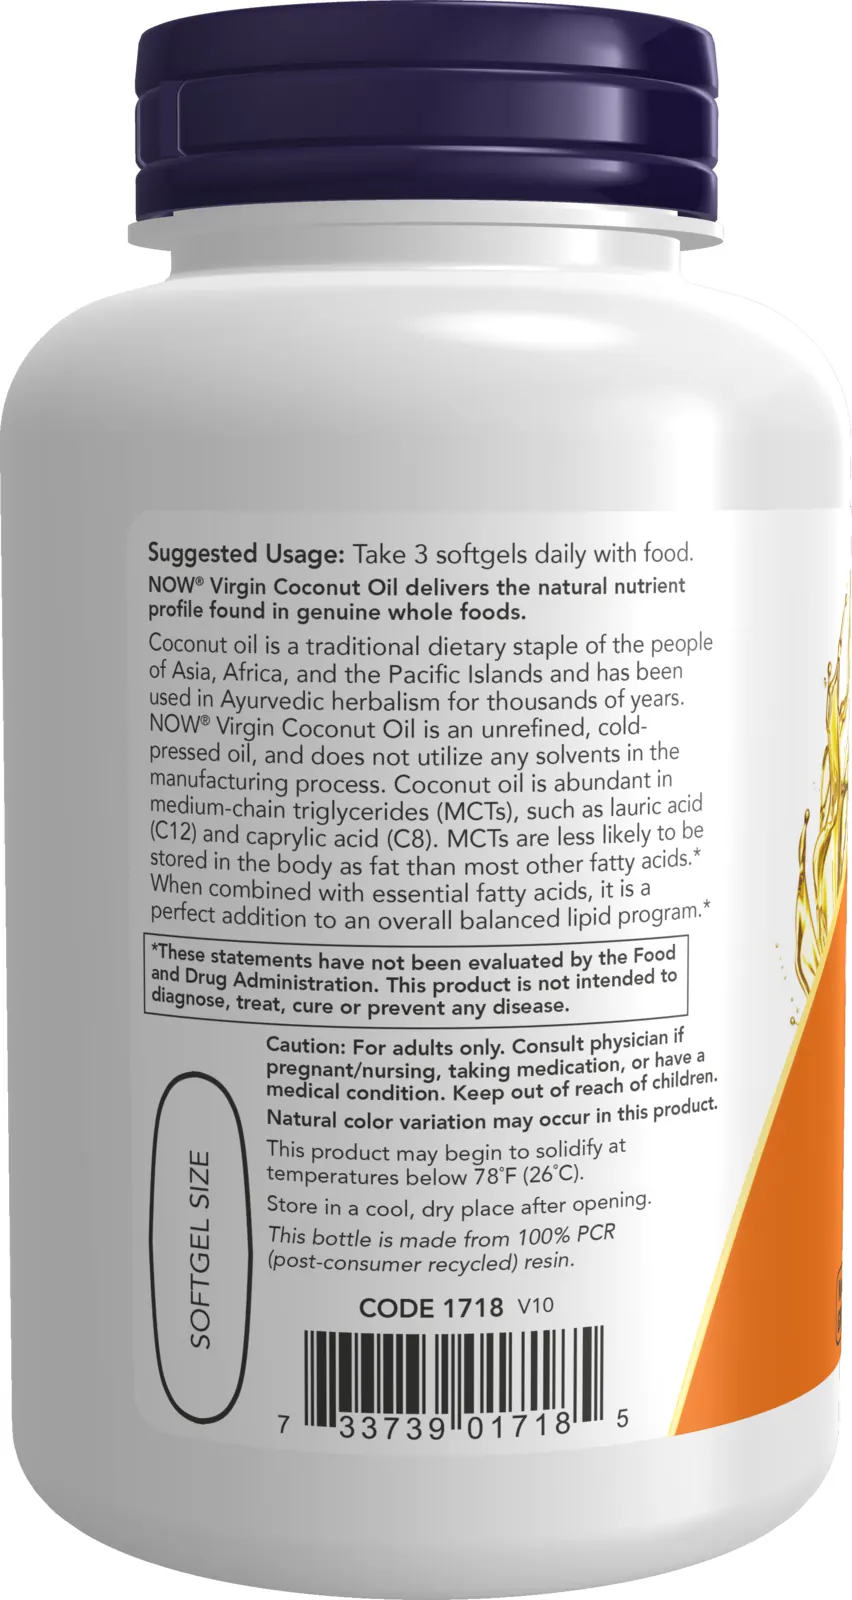 Suggested Usage: Take 3 softgels daily with food.
NOW® Virgin Coconut Oil delivers the natural nutrient
profile found in genuine whole foods.
Coconut oil is a traditional dietary staple of the people
of Asia, Africa, and the Pacific Islands and has been
used in Ayurvedic herbalism for thousands of years.
NOW® Virgin Coconut Oil is an unrefined, cold-
pressed oil, and does not utilize any solvents in the
manufacturing process. Coconut oil is abundant in
medium-chain triglycerides (MCTs), such as lauric acid
(C12) and caprylic acid (C8). MCTs are less likely to be
stored in the body as fat than most other fatty acids.*
When combined with essential fatty acids, it is a
perfect addition to an overall balanced lipid program.*
*These statements have not been evaluated by the Food
and Drug Administration. This product is not intended to
diagnose, treat, cure or prevent any disease.
Caution: For adults only. Consult physician if
pregnant/nursing, taking medication, or have a
medical condition. Keep out of reach of children.
Natural color variation may occur in this product.
This product may begin to solidify at
temperatures below 78°F (26°C).
Store in a cool, dry place after opening.
This bottle is made from 100% PCR
(post-consumer recycled) resin.
SOFTGEL SIZE
CODE 1718 V10
7 33739 01718 5